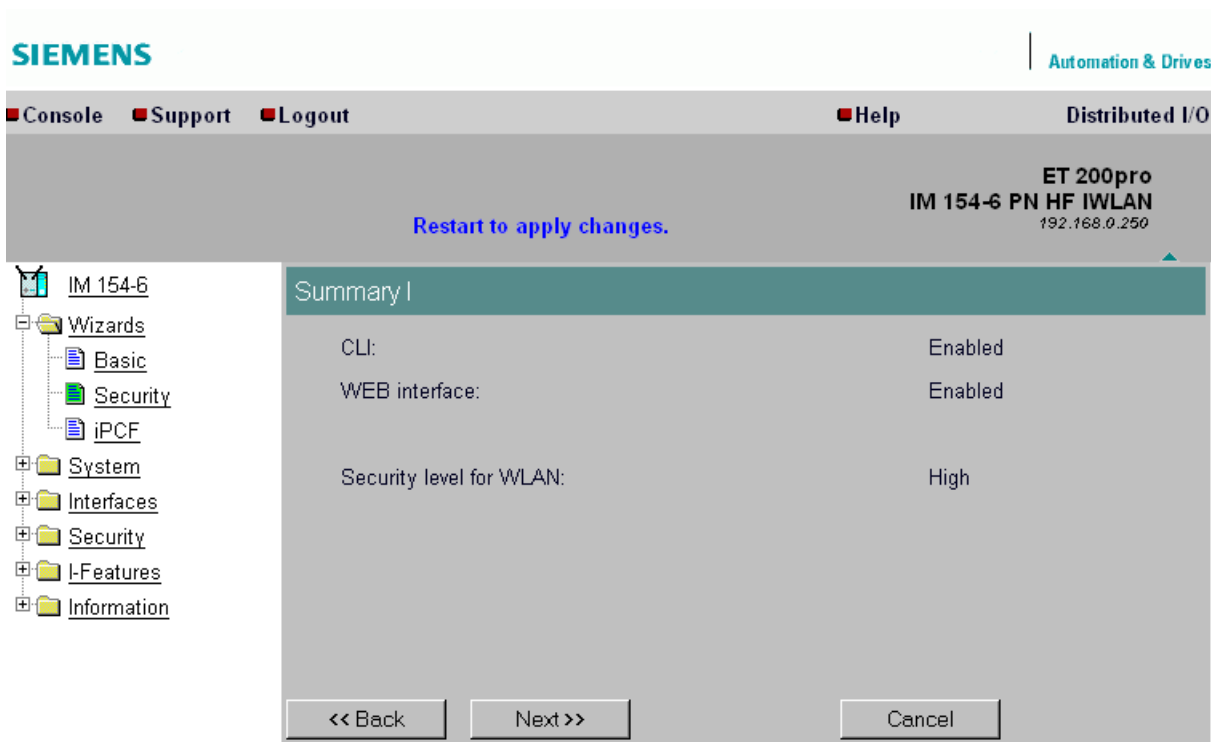 SIEMENS
Automation & Drives
Console Support Logout Help Distributed I/O
ET 200pro
IM 154-6 PN HF IWLAN
192.168.0.250
Restart to apply changes.
IM 154-6
Wizards
Basic
Security
iPCF
System
Interfaces
Security
I-Features
Information
Summary I
CLI: Enabled
WEB interface: Enabled
Security level for WLAN: High
<< Back Next >> Cancel